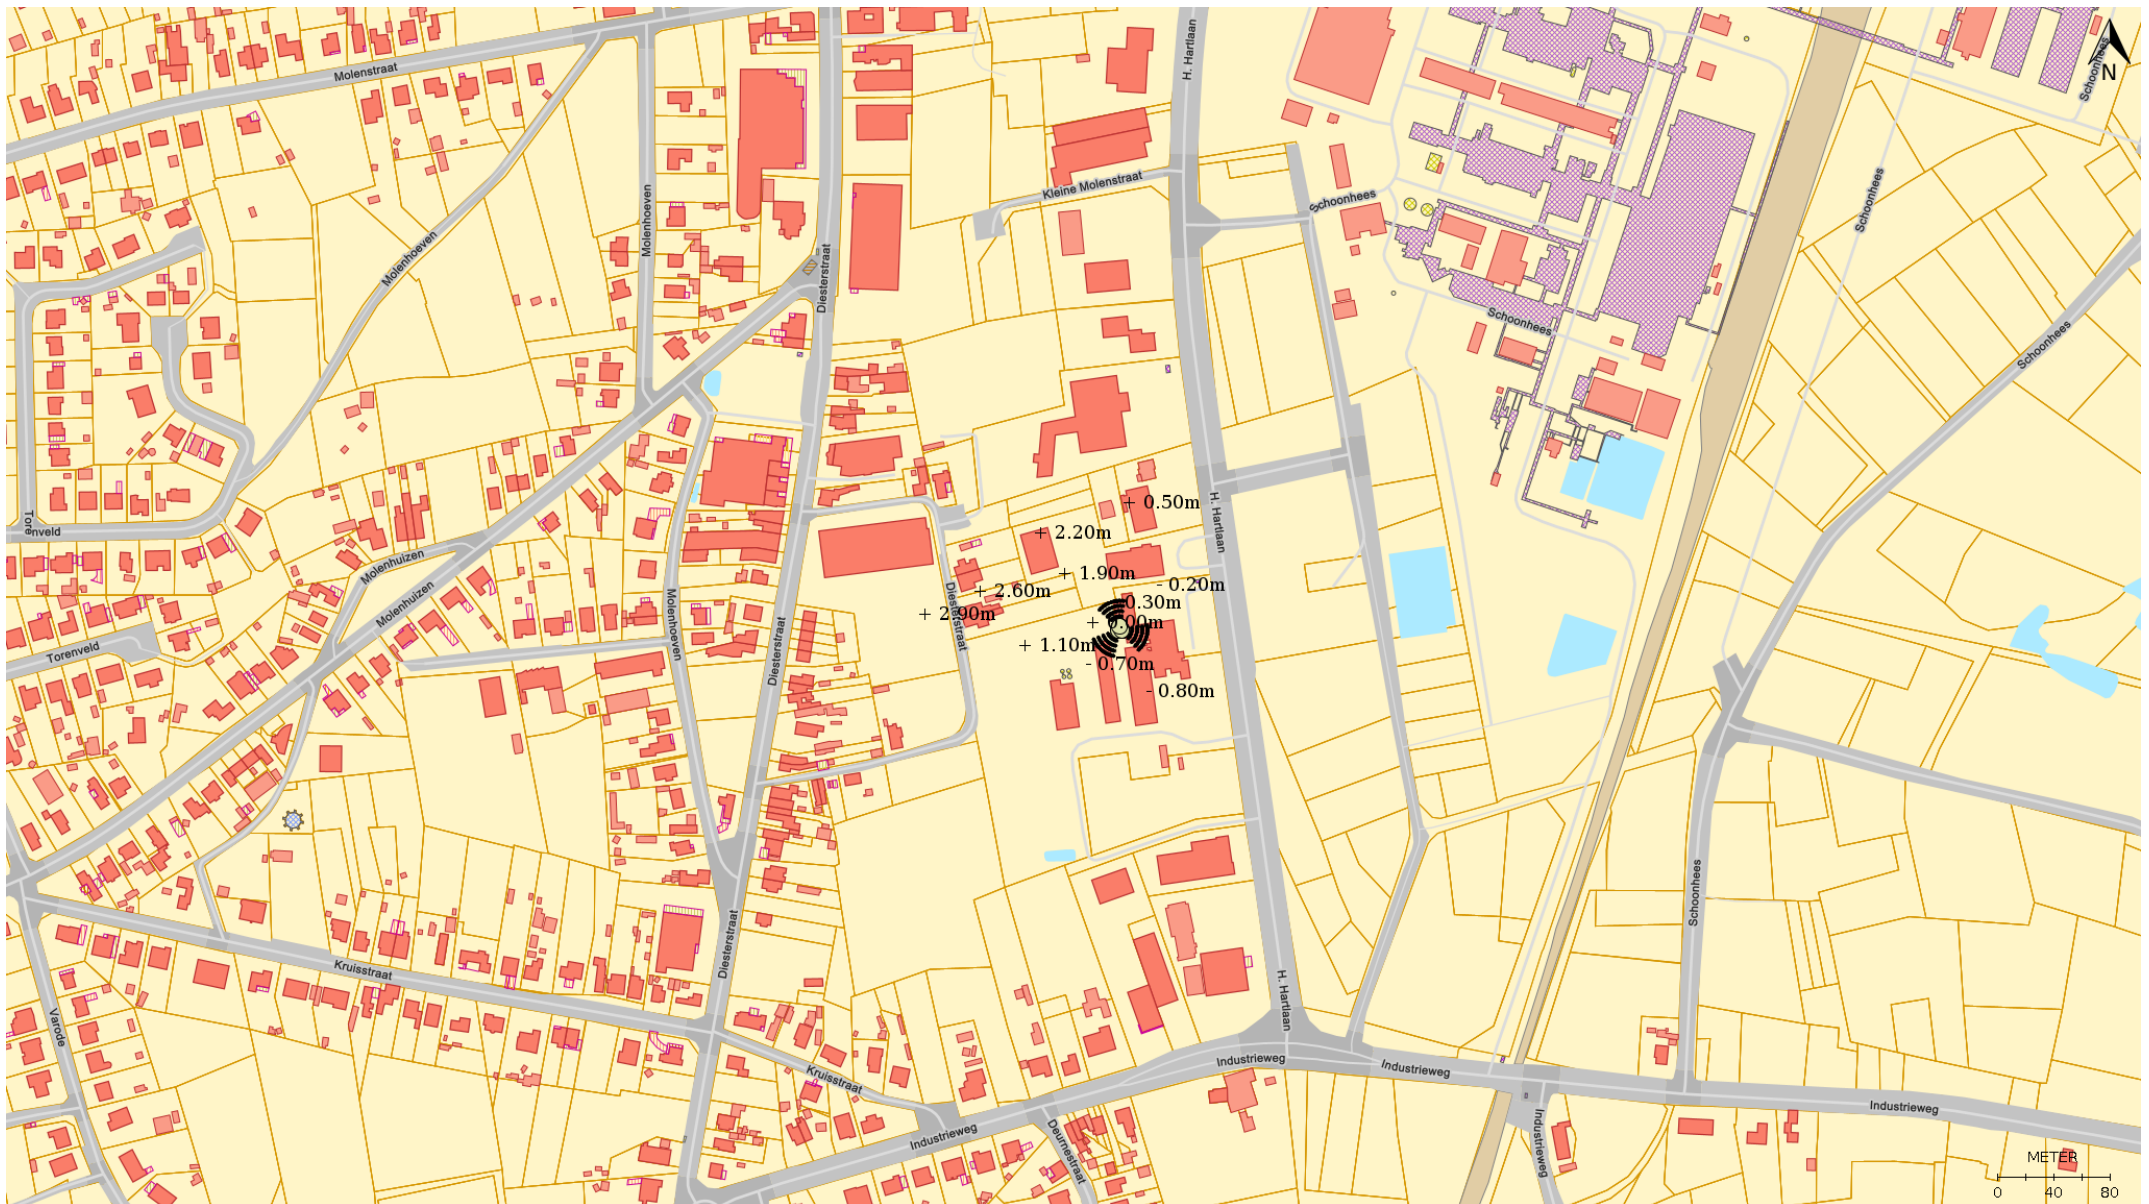 Molenstraat
H. Hartlaan
Schoonhees
N
Kleine Molenstraat
Schoonhees
Schoonhees
Molenhoeven
Molenhoeven
Diesterstraat
Schoonhees
Schoonhees
+ 0.50m
H. Hartlaan
Torenveld
+ 2.20m
Molenhuizen
+ 1.90m
- 0.20m
Molenhuizen
+ 2.60m
0.30m
Diesterstraat
+ 2.90m
+ 0.00m
Molenhoeven
Torenveld
Diesterstraat
+ 1.10m
- 0.70m
- 0.80m
Schoonhees
Kruisstraat
Diesterstraat
H. Hartlaan
Varode
Kruisstraat
Industrieweg
Industrieweg
Industrieweg
Industrieweg
Deurnestraat
Industrieweg
METER
0 40 80